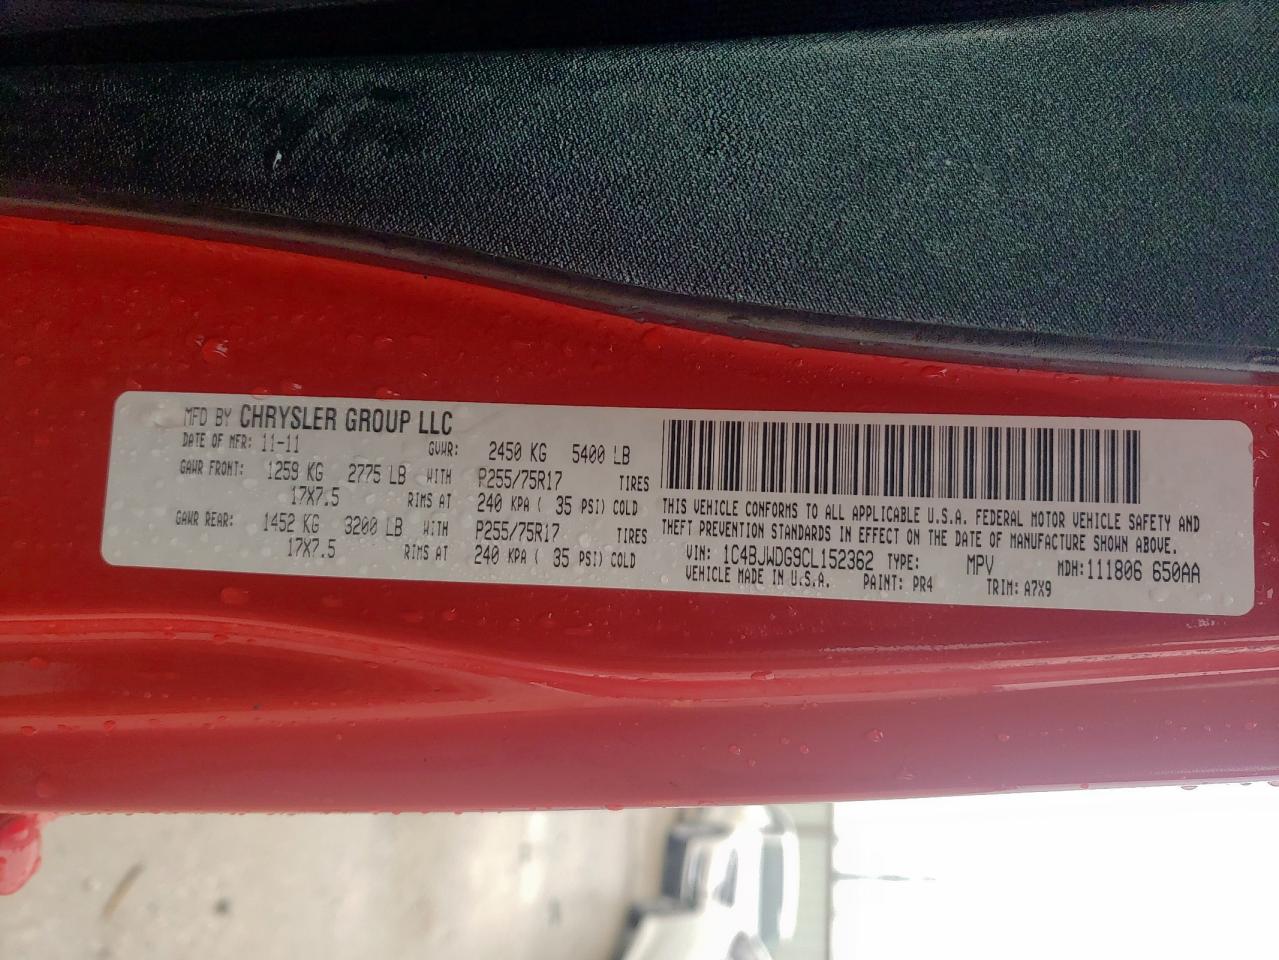 MFD BY CHRYSLER GROUP LLC
DATE OF MFR: 11-11 GVWR: 2450 KG 5400 LB
GAWR FRONT: 1259 KG 2775 LB WITH P255/75R17 TIRES
17X7.5 RIMS AT 240 KPA ( 35 PSI) COLD
GAWR REAR: 1452 KG 3200 LB WITH P255/75R17 TIRES
17X7.5 RIMS AT 240 KPA ( 35 PSI) COLD
THIS VEHICLE CONFORMS TO ALL APPLICABLE U.S.A. FEDERAL MOTOR VEHICLE SAFETY AND
THEFT PREVENTION STANDARDS IN EFFECT ON THE DATE OF MANUFACTURE SHOWN ABOVE.
VIN: 1C4BJWDG9CL152362 TYPE: MPV MDH:111806 650AA
VEHICLE MADE IN U.S.A. PAINT: PR4 TRIM: A7X9